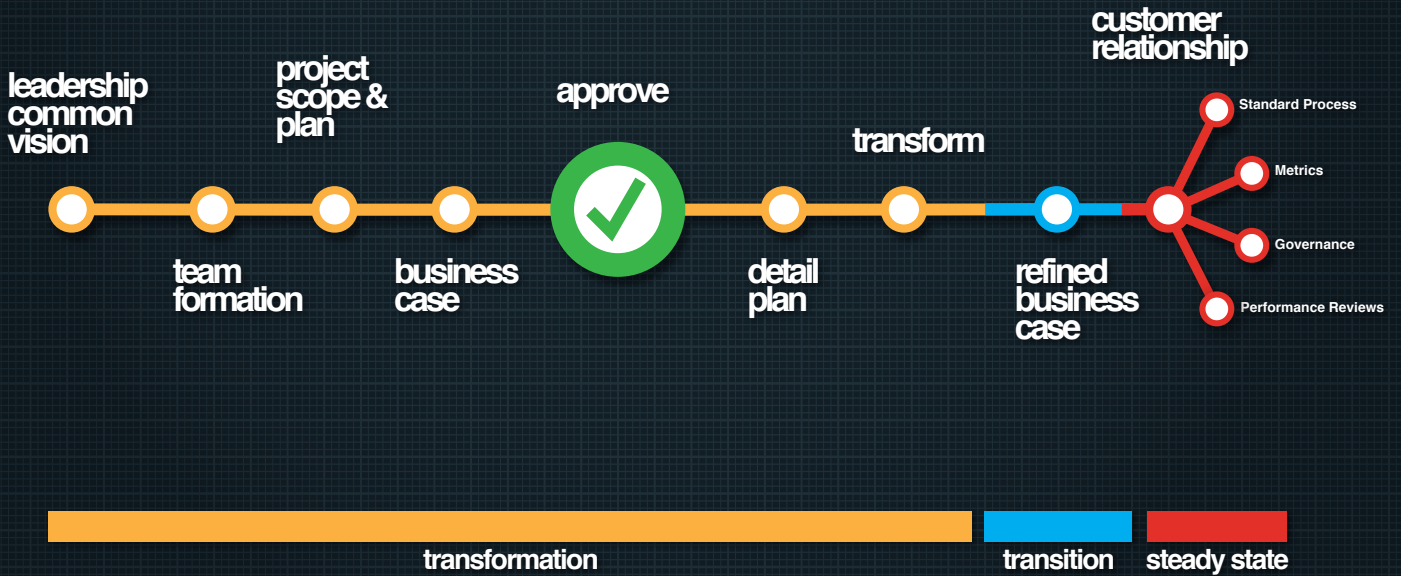 leadership
common
vision
team
formation
project
scope &
plan
business
case
approve
detail
plan
transform
refined
business
case
customer
relationship
Standard Process
Metrics
Governance
Performance Reviews
transformation
transition
steady state